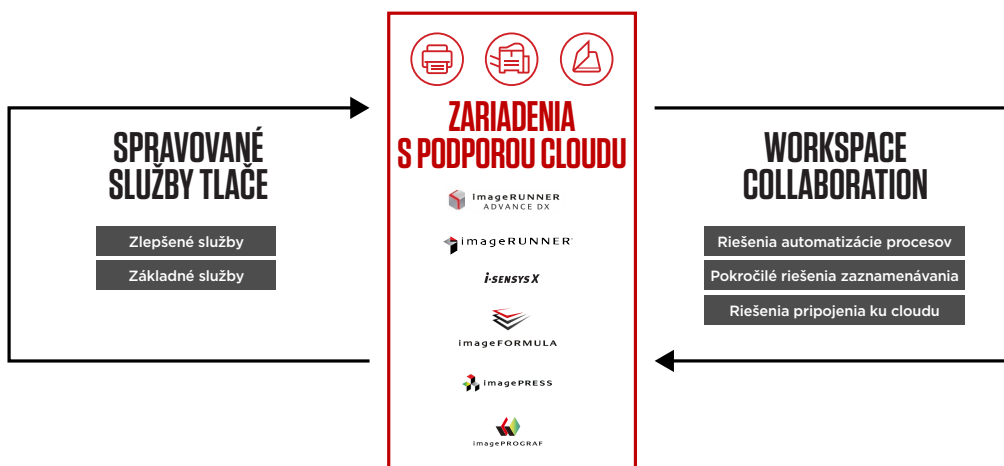 SPRAVOVANÉ
SLUŽBY TLAČE
Zlepšené služby
Základné služby
ZARIADENIA
S PODPOROU CLOUDU
imageRUNNER
ADVANCE DX
imageRUNNER
i-SENSYS X
imageFORMULA
imagePRESS
imagePROGRAF
WORKSPACE
COLLABORATION
Riešenia automatizácie procesov
Pokročilé riešenia zaznamenávania
Riešenia pripojenia ku cloudu